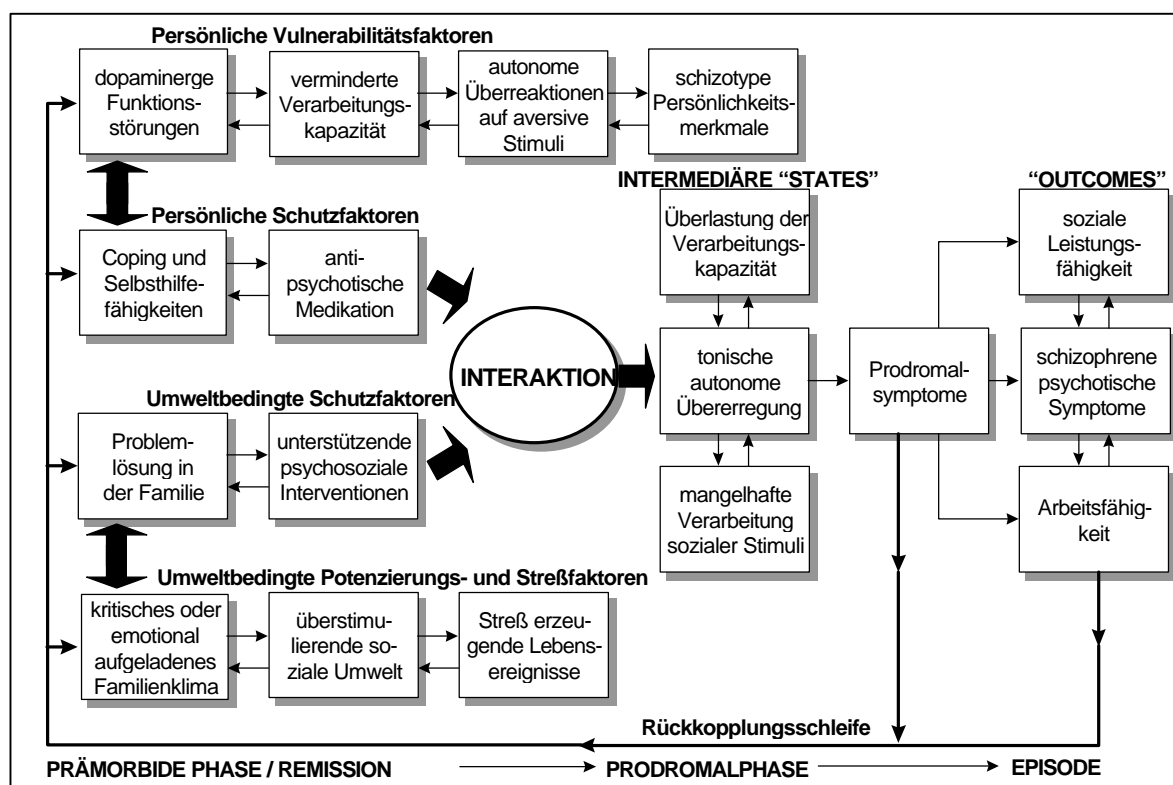 Persönliche Vulnerabilitätsfaktoren
dopaminerge
Funktions-
störungen
verminderte
Verarbeitungs-
kapazität
autonome
Überreaktionen
auf aversive
Stimuli
schizotype
Persönlichkeits-
merkmale
Persönliche Schutzfaktoren
Coping und
Selbsthilfe-
fähigkeiten
anti-
psychotische
Medikation
Umweltbedingte Schutzfaktoren
Problem-
lösung in
der Familie
unterstützende
psychosoziale
Interventionen
Umweltbedingte Potenzierungs- und Streßfaktoren
kritisches oder
emotional
aufgeladenes
Familienklima
überstimu-
lierende so-
ziale Umwelt
Streß erzeu-
gende Lebens-
ereignisse
INTERAKTION
INTERMEDIÄRE “STATES”
Überlastung der
Verarbeitungs-
kapazität
tonische
autonome
Übererregung
mangelhafte
Verarbeitung
sozialer Stimuli
Prodromal-
symptome
“OUTCOMES”
soziale
Leistungs-
fähigkeit
schizophrene
psychotische
Symptome
Arbeitsfähig-
keit
Rückkopplungsschleife
PRÄMORBIDE PHASE / REMISSION
PRODROMALPHASE
EPISODE